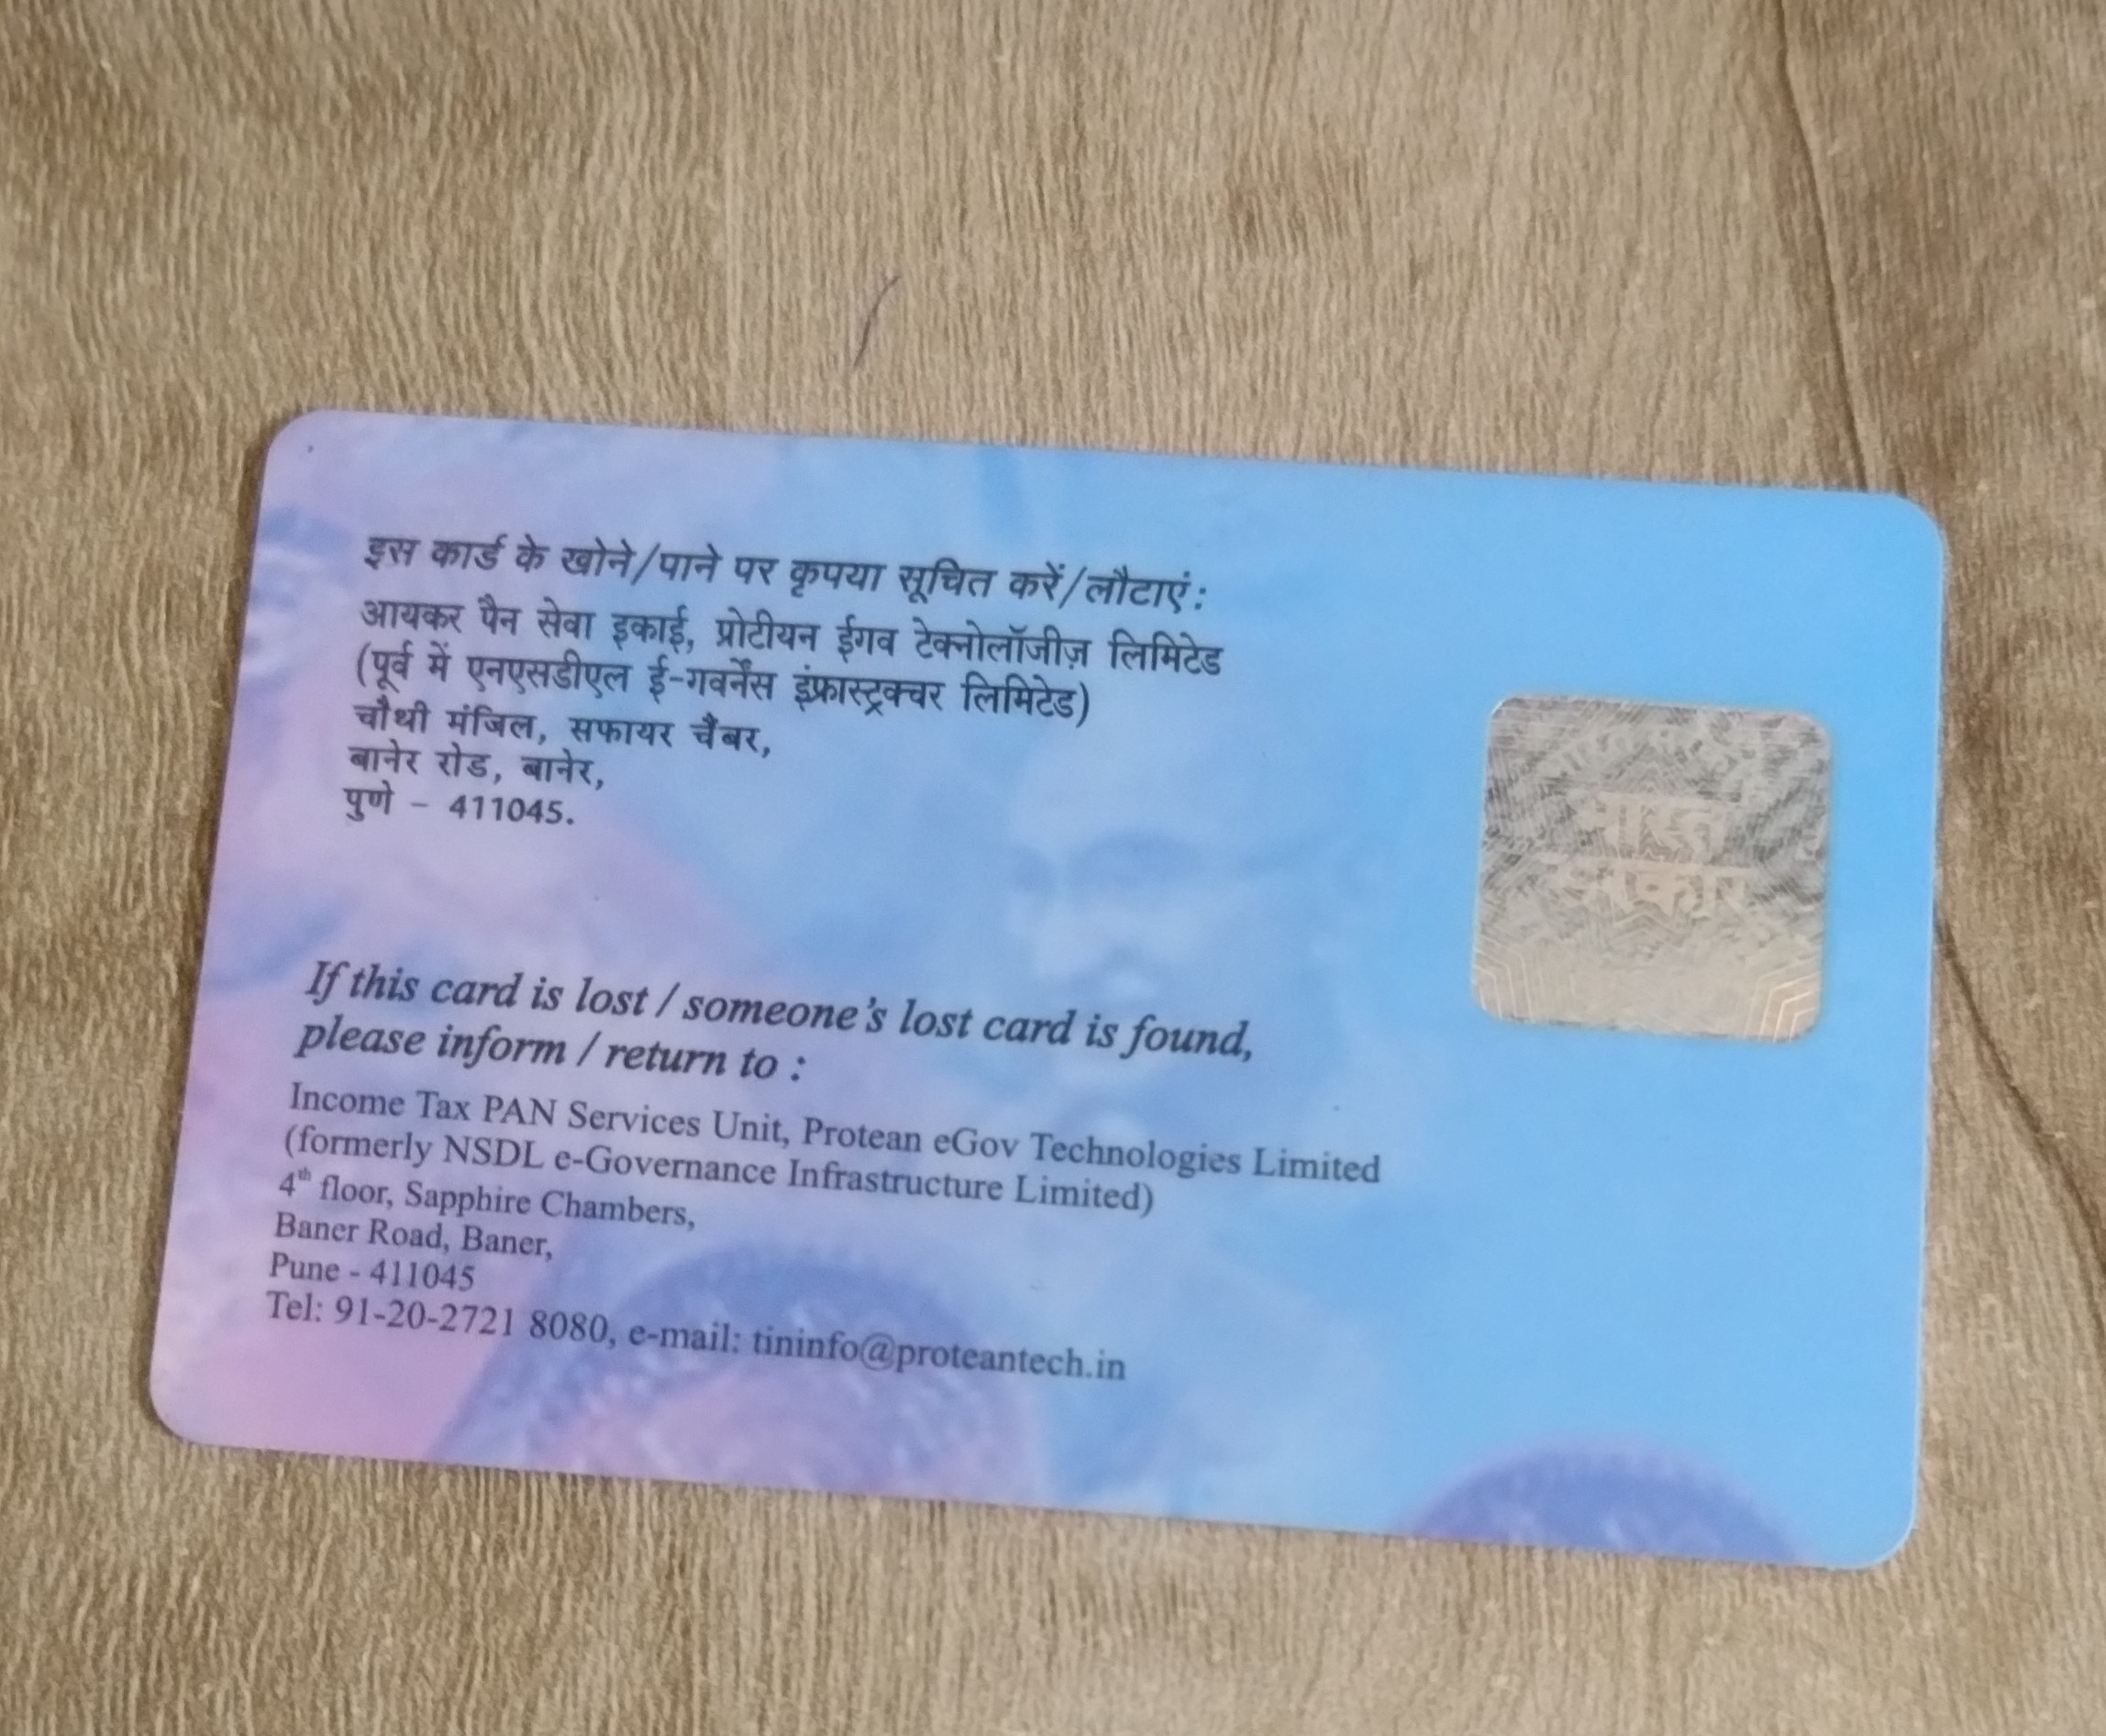 इस कार्ड के खोने/पाने पर कृपया सूचित करें/लौटाएं:
आयकर पैन सेवा इकाई, प्रोटीयन ईगव टेक्नोलॉजीज़ लिमिटेड
(पूर्व में एनएसडीएल ई-गवर्नेंस इंफ्रास्ट्रक्चर लिमिटेड)
चौथी मंजिल, सफायर चैंबर,
बानेर रोड, बानेर,
पुणे - 411045.
भारत
सरकार
If this card is lost / someone's lost card is found,
please inform / return to :
Income Tax PAN Services Unit, Protean eGov Technologies Limited
(formerly NSDL e-Governance Infrastructure Limited)
4th floor, Sapphire Chambers,
Baner Road, Baner,
Pune - 411045
Tel: 91-20-2721 8080, e-mail: tininfo@proteantech.in